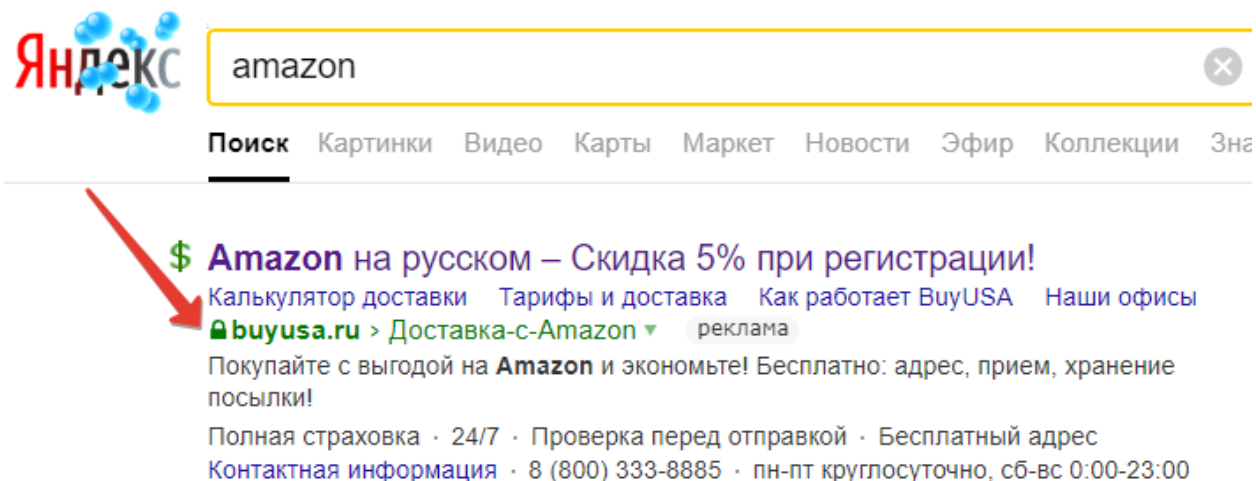 Яндекс
amazon
Поиск Картинки Видео Карты Маркет Новости Эфир Коллекции
$ Amazon на русском – Скидка 5% при регистрации!
Калькулятор доставки Тарифы и доставка Как работает BuyUSA Наши офисы
buyusa.ru > Доставка-с-Amazon реклама
Покупайте с выгодой на Amazon и экономьте! Бесплатно: адрес, прием, хранение
посылки!
Полная страховка · 24/7 · Проверка перед отправкой · Бесплатный адрес
Контактная информация · 8 (800) 333-8885 · пн-пт круглосуточно, сб-вс 0:00-23:00